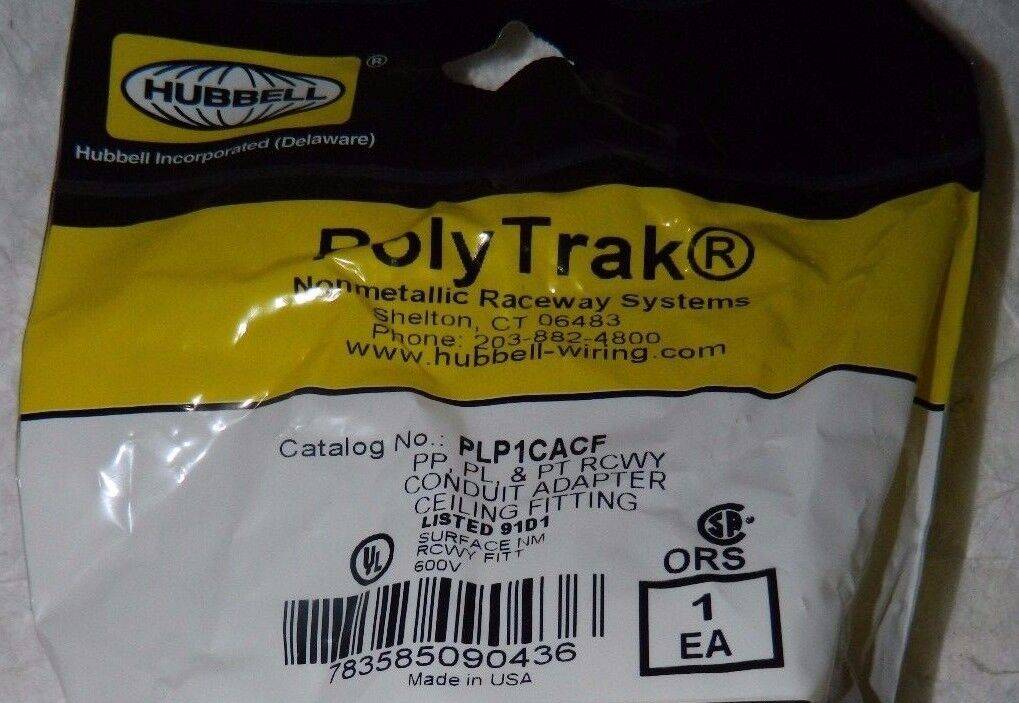 HUBBELL®
Hubbell Incorporated (Delaware)
PolyTrak®
Nonmetallic Raceway Systems
Shelton, CT 06483
Phone: 203-882-4800
www.hubbell-wiring.com
Catalog No.: PLP1CACF
PP, PL, & PT RCWY
CONDUIT ADAPTER
CEILING FITTING
LISTED 91D1
SURFACE NM
RCWY FITT
600V
UL
SA®
ORS
1
EA
783585090436
Made in USA